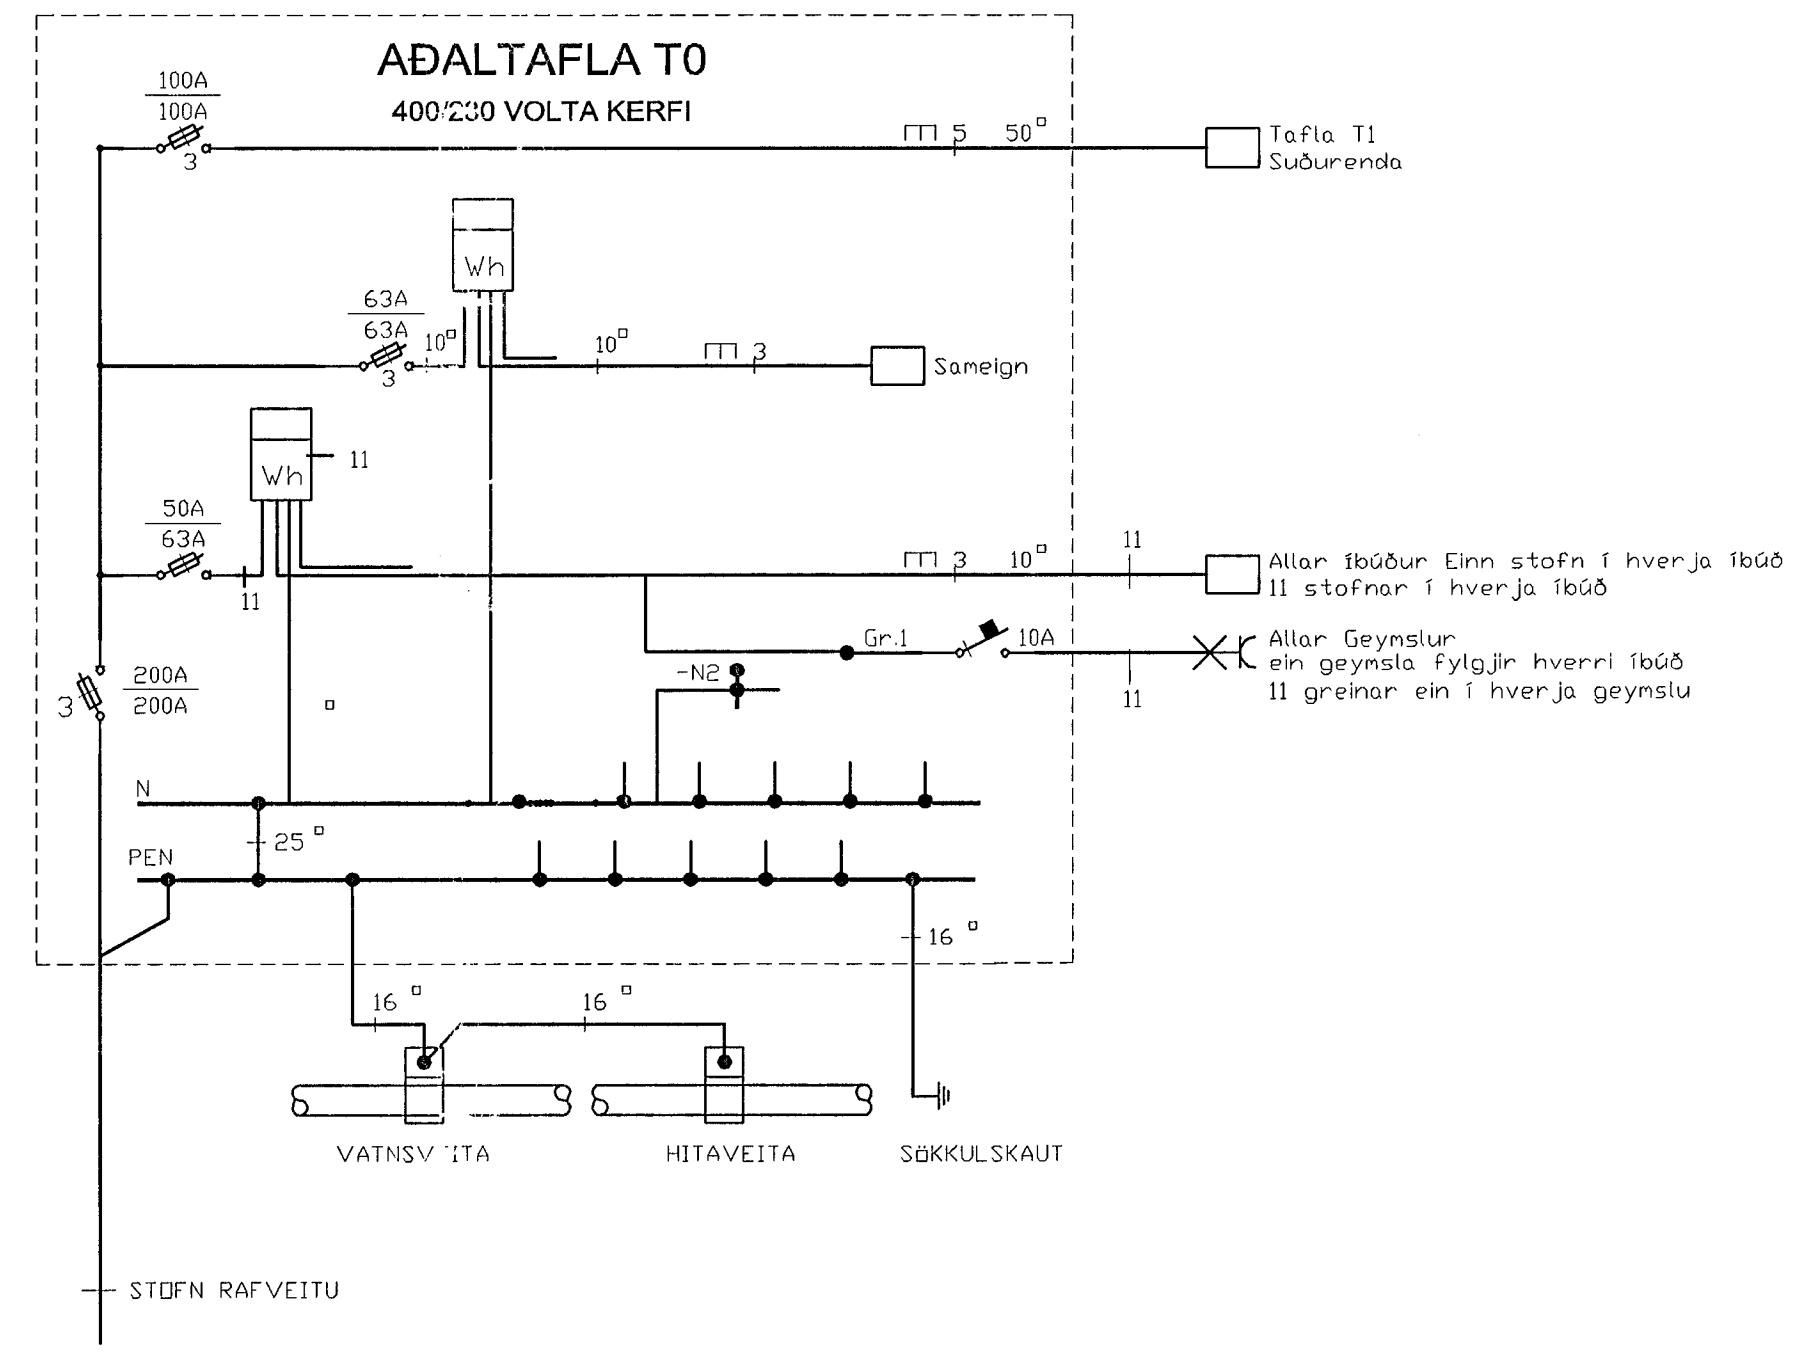 AÐALTAFLA T0
400/230 VOLTA KERFI
100A
100A
3
5 50
Tafla T1
Suðurenda
Wh
63A
63A
3
10
10
3
Sameign
Wh
11
50A
63A
11
3 10
11
Allar íbúður Einn stofn í hverja íbúð
11 stofnar í hverja íbúð
Gr.1
10A
11
Allar Geymslur
ein geymsla fylgjir hverri íbúð
11 greinar ein í hverja geymslu
-N2
3
200A
200A
N
25
PEN
16
16
16
VATNSV ITA
HITAVEITA
SÖKKULSKAUT
STOFN RAFVEITU